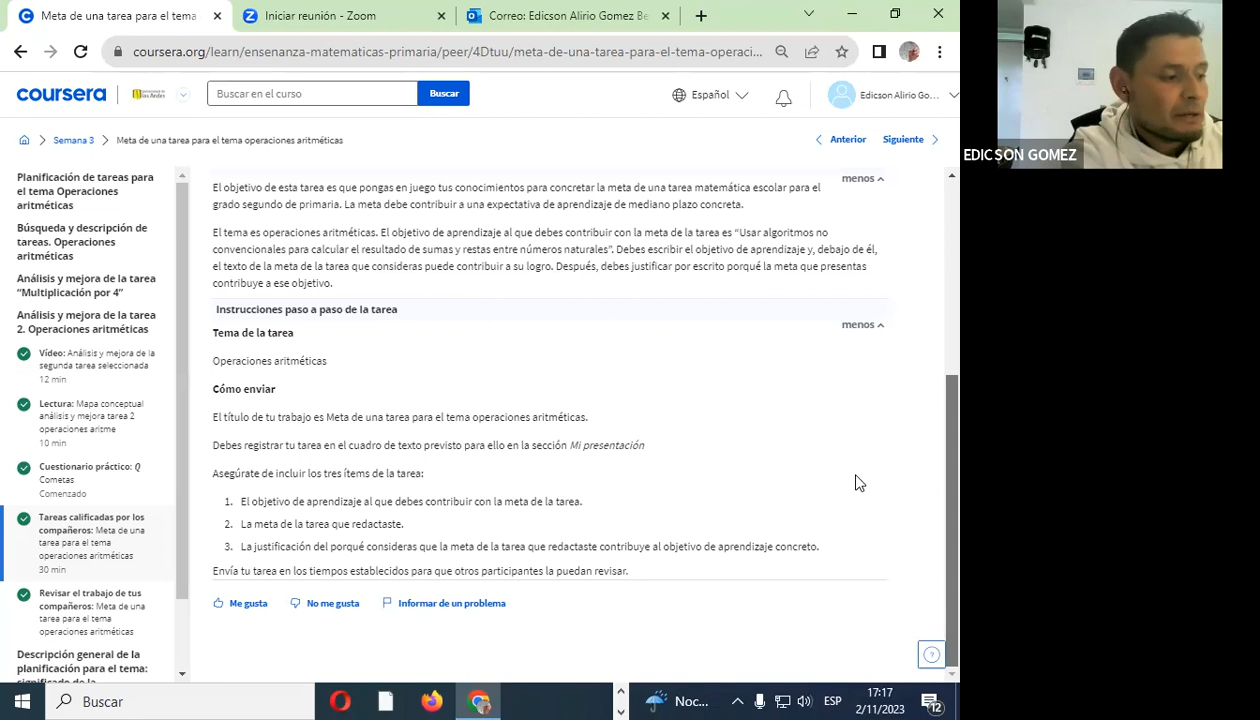 Meta de una tarea para el tema
Iniciar reunión - Zoom
Correo: Edicson Alirio Gomez Be
coursera.org/learn/ensenanza-matematicas-primaria/peer/4Dtuu/meta-de-una-tarea-para-el-tema-operaci...
coursera
los Andes
Buscar en el curso
Buscar
Español
Edicson Alirio Go...
EDICSON GOMEZ
Semana 3
Meta de una tarea para el tema operaciones aritméticas
Anterior
Siguiente
Planificación de tareas para
el tema Operaciones
aritméticas
Búsqueda y descripción de
tareas. Operaciones
aritméticas
Análisis y mejora de la tarea
“Multiplicación por 4”
Análisis y mejora de la tarea
2. Operaciones aritméticas
Vídeo: Análisis y mejora de la
segunda tarea seleccionada
12 min
Lectura: Mapa conceptual
análisis y mejora tarea 2
operaciones aritme
10 min
Cuestionario práctico: Q
Cometas
Comenzado
Tareas calificadas por los
compañeros: Meta de una
tarea para el tema
operaciones aritméticas
30 min
Revisar el trabajo de tus
compañeros: Meta de una
tarea para el tema
operaciones aritméticas
Descripción general de la
planificación para el tema:
significado de la
menos
El objetivo de esta tarea es que pongas en juego tus conocimientos para concretar la meta de una tarea matemática escolar para el
grado segundo de primaria. La meta debe contribuir a una expectativa de aprendizaje de mediano plazo concreta.
El tema es operaciones aritméticas. El objetivo de aprendizaje al que debes contribuir con la meta de la tarea es “Usar algoritmos no
convencionales para calcular el resultado de sumas y restas entre números naturales”. Debes escribir el objetivo de aprendizaje y, debajo de él,
el texto de la meta de la tarea que consideras puede contribuir a su logro. Después, debes justificar por escrito porqué la meta que presentas
contribuye a ese objetivo.
Instrucciones paso a paso de la tarea
menos
Tema de la tarea
Operaciones aritméticas
Cómo enviar
El título de tu trabajo es Meta de una tarea para el tema operaciones aritméticas.
Debes registrar tu tarea en el cuadro de texto previsto para ello en la sección Mi presentación
Asegúrate de incluir los tres ítems de la tarea:
1. El objetivo de aprendizaje al que debes contribuir con la meta de la tarea.
2. La meta de la tarea que redactaste.
3. La justificación del porqué consideras que la meta de la tarea que redactaste contribuye al objetivo de aprendizaje concreto.
Envía tu tarea en los tiempos establecidos para que otros participantes la puedan revisar.
Me gusta
No me gusta
Informar de un problema
Buscar
Noc...
ESP
17:17
2/11/2023
12